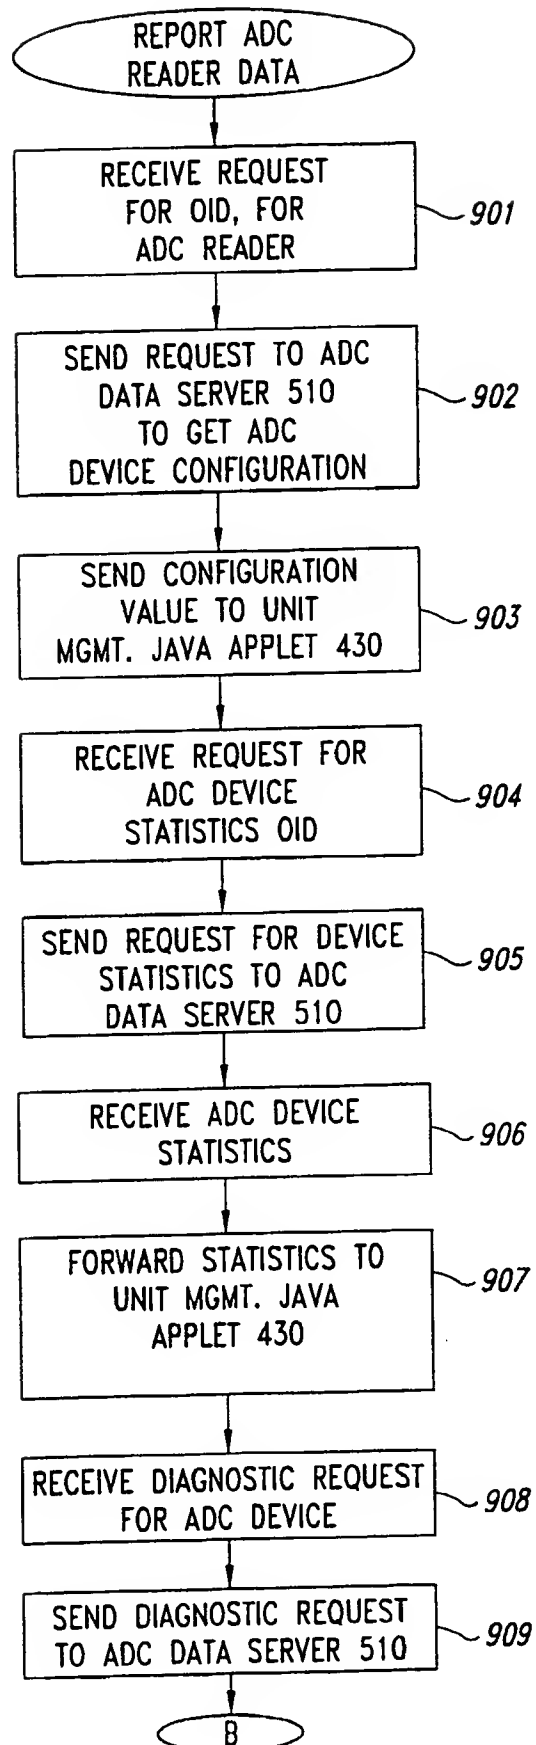 REPORT ADC
READER DATA
RECEIVE REQUEST
FOR OID, FOR
ADC READER
901
SEND REQUEST TO ADC
DATA SERVER 510
TO GET ADC
DEVICE CONFIGURATION
902
SEND CONFIGURATION
VALUE TO UNIT
MGMT. JAVA APPLET 430
903
RECEIVE REQUEST FOR
ADC DEVICE
STATISTICS OID
904
SEND REQUEST FOR DEVICE
STATISTICS TO ADC
DATA SERVER 510
905
RECEIVE ADC DEVICE
STATISTICS
906
FORWARD STATISTICS TO
UNIT MGMT. JAVA
APPLET 430
907
RECEIVE DIAGNOSTIC REQUEST
FOR ADC DEVICE
908
SEND DIAGNOSTIC REQUEST
TO ADC DATA SERVER 510
909
B